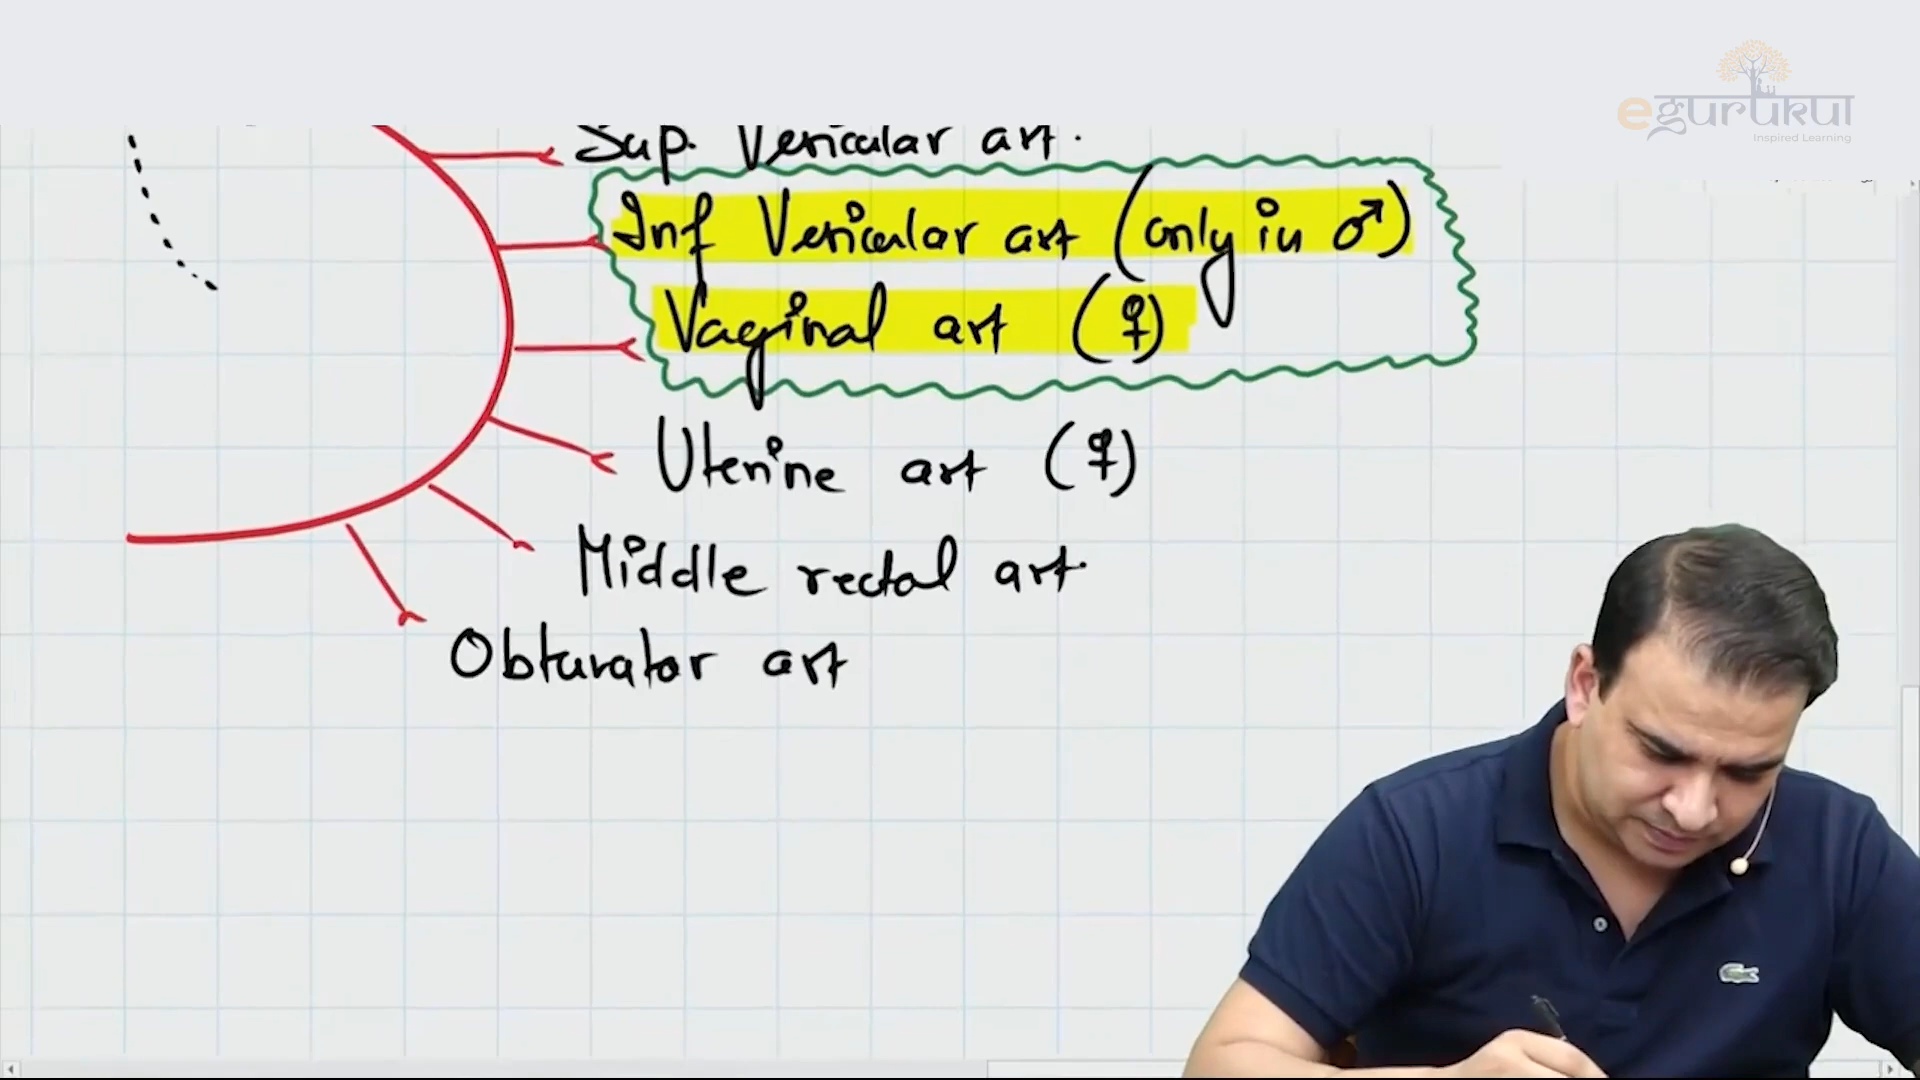 egurukul
Inspired Learning
Sup. Vesicular art.
Inf Vesicular art (only in ♂)
Vaginal art (♀)
Uterine art (♀)
Middle rectal art.
Obturator art